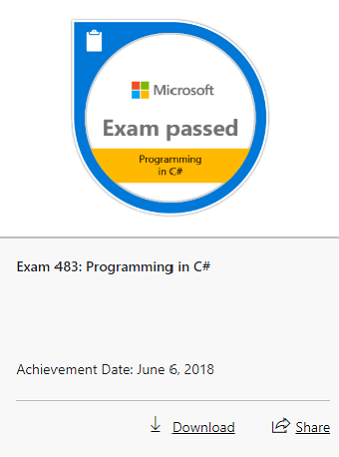 Microsoft
Exam passed
Programming
in C#
Exam 483: Programming in C#
Achievement Date: June 6, 2018
Download
Share